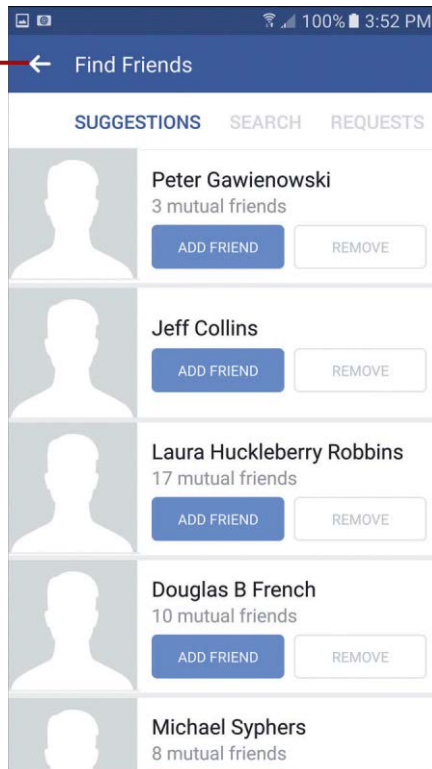 100% 3:52 PM
Find Friends
SUGGESTIONS SEARCH REQUESTS
Peter Gawienowski
3 mutual friends
ADD FRIEND REMOVE
Jeff Collins
ADD FRIEND REMOVE
Laura Huckleberry Robbins
17 mutual friends
ADD FRIEND REMOVE
Douglas B French
10 mutual friends
ADD FRIEND REMOVE
Michael Syphers
8 mutual friends